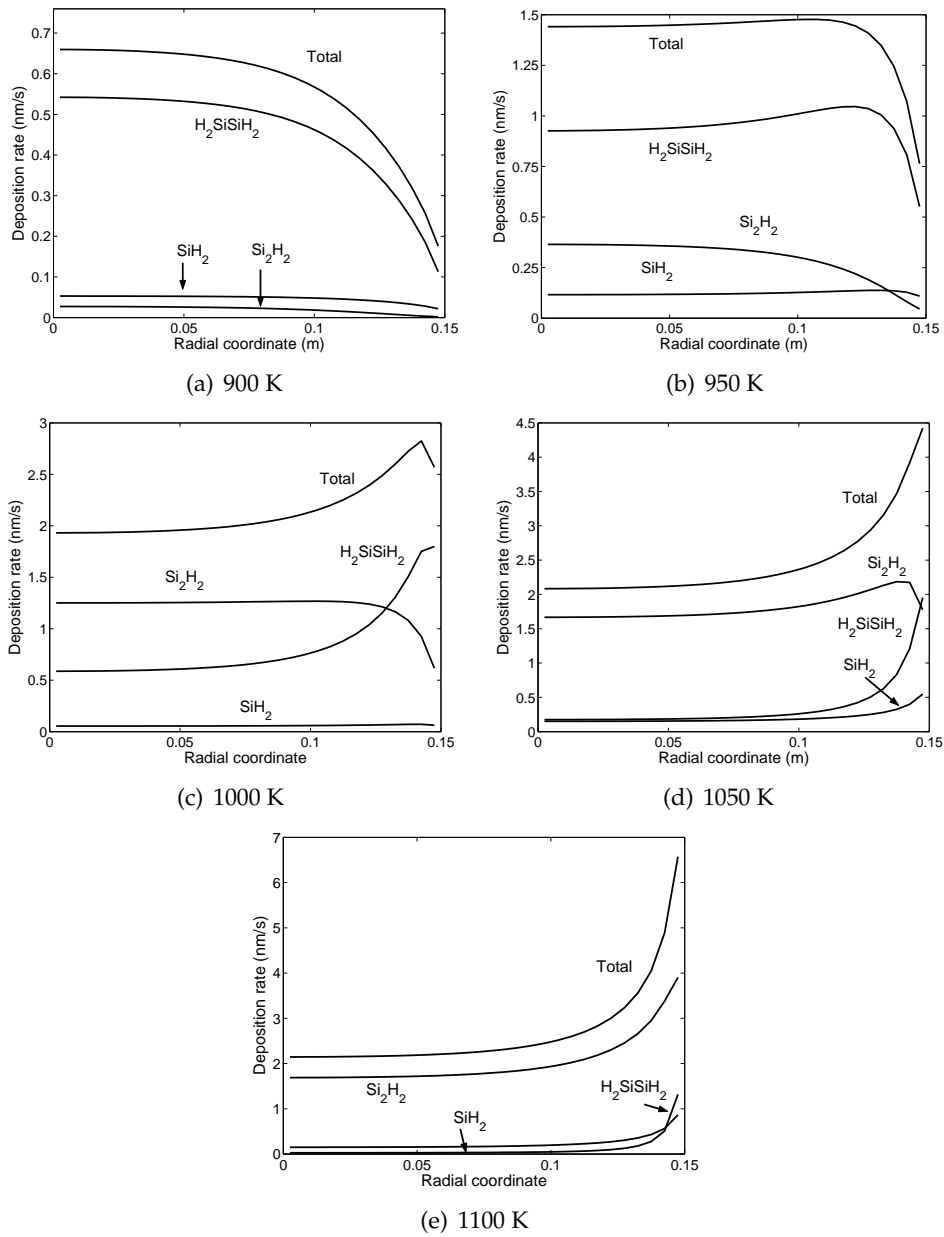 0.7
0.6
0.5
0.4
0.3
0.2
0.1
0
0
0.05
0.1
0.15
Deposition rate (nm/s)
Radial coordinate (m)
Total
H2SiSiH2
SiH2
Si2H2
(a) 900 K
1.5
1.25
1
0.75
0.5
0.25
0
0
0.05
0.1
0.15
Deposition rate (nm/s)
Radial coordinate (m)
Total
H2SiSiH2
Si2H2
SiH2
(b) 950 K
3
2.5
2
1.5
1
0.5
0
0
0.05
0.1
0.15
Deposition rate (nm/s)
Radial coordinate
Total
H2SiSiH2
Si2H2
SiH2
(c) 1000 K
4.5
4
3.5
3
2.5
2
1.5
1
0.5
0
0
0.05
0.1
0.15
Deposition rate (nm/s)
Radial coordinate (m)
Total
Si2H2
H2SiSiH2
SiH2
(d) 1050 K
7
6
5
4
3
2
1
0
0
0.05
0.1
0.15
Deposition rate (nm/s)
Radial coordinate
Total
Si2H2
H2SiSiH2
SiH2
(e) 1100 K